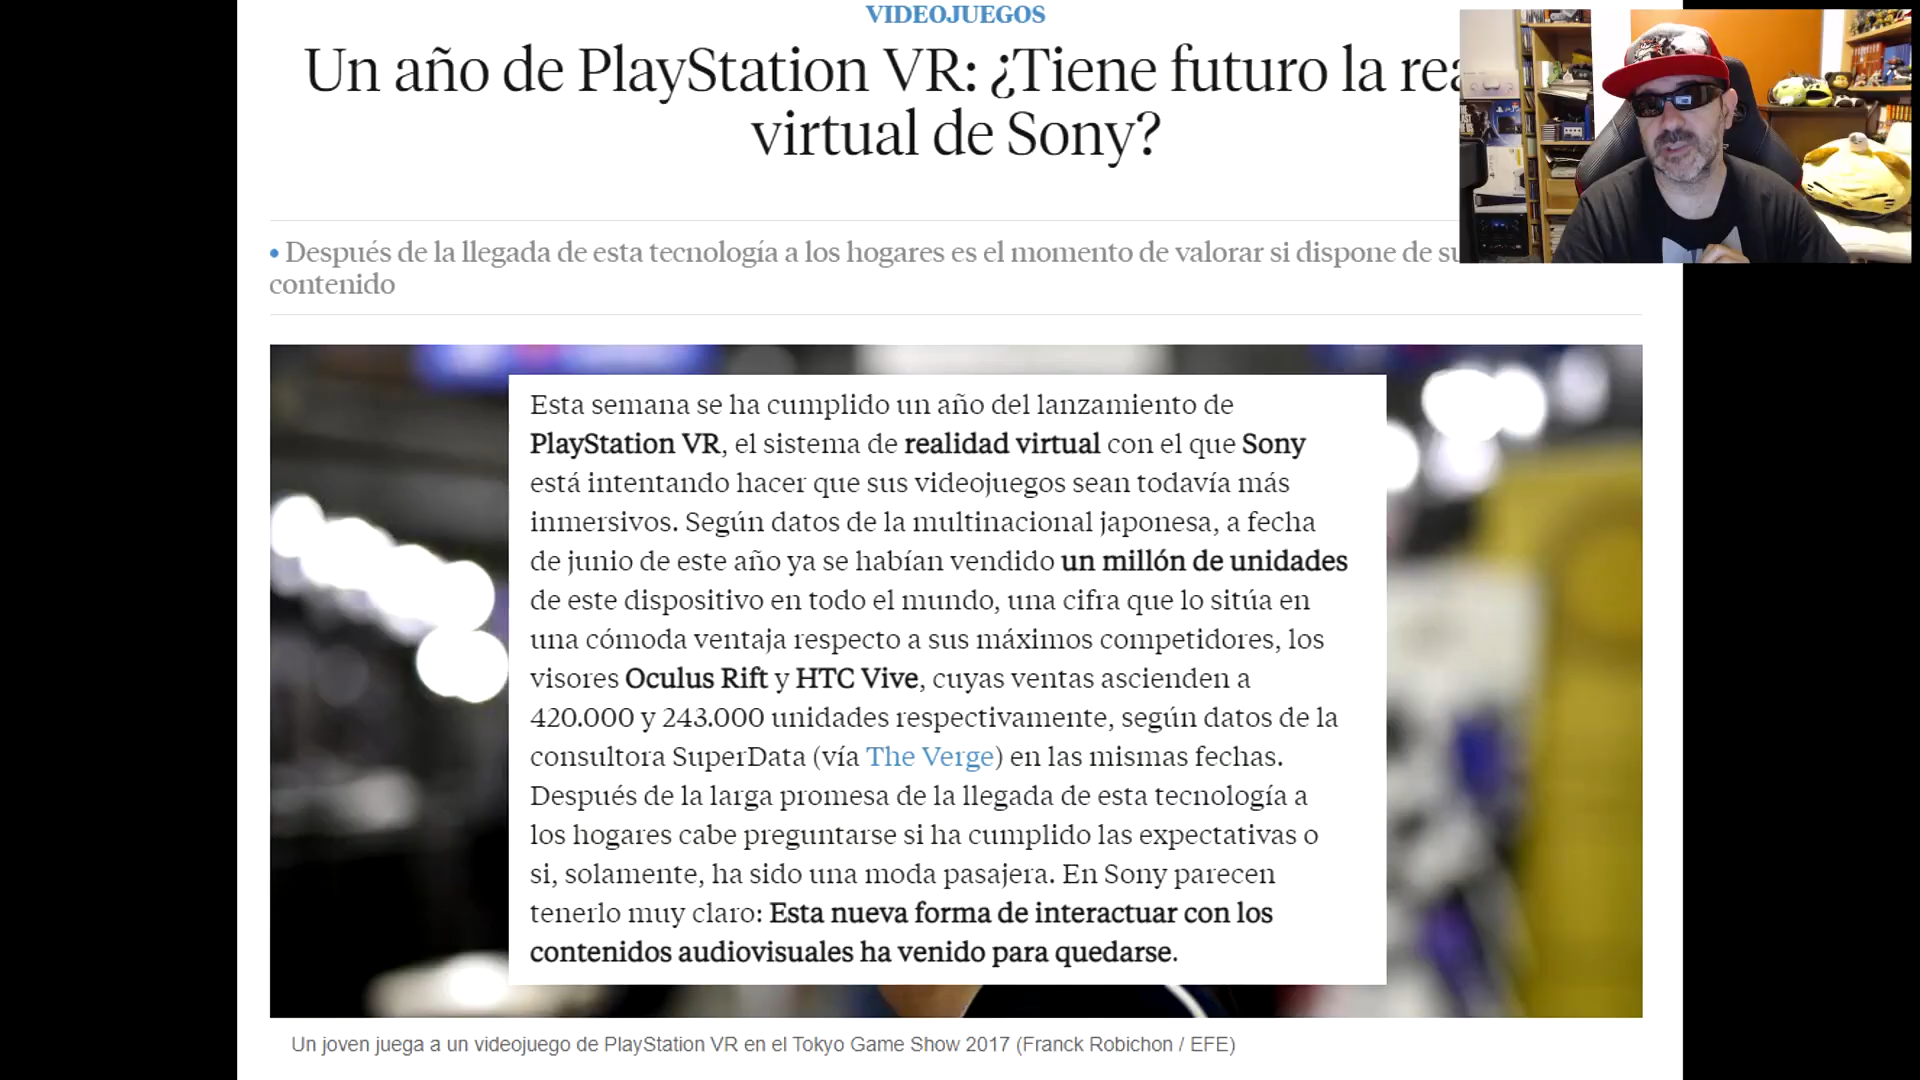 VIDEOJUEGOS
Un año de PlayStation VR: ¿Tiene futuro la rea
virtual de Sony?
• Después de la llegada de esta tecnología a los hogares es el momento de valorar si dispone de su
contenido
Esta semana se ha cumplido un año del lanzamiento de
PlayStation VR, el sistema de realidad virtual con el que Sony
está intentando hacer que sus videojuegos sean todavía más
inmersivos. Según datos de la multinacional japonesa, a fecha
de junio de este año ya se habían vendido un millón de unidades
de este dispositivo en todo el mundo, una cifra que lo sitúa en
una cómoda ventaja respecto a sus máximos competidores, los
visores Oculus Rift y HTC Vive, cuyas ventas ascienden a
420.000 y 243.000 unidades respectivamente, según datos de la
consultora SuperData (vía The Verge) en las mismas fechas.
Después de la larga promesa de la llegada de esta tecnología a
los hogares cabe preguntarse si ha cumplido las expectativas o
si, solamente, ha sido una moda pasajera. En Sony parecen
tenerlo muy claro: Esta nueva forma de interactuar con los
contenidos audiovisuales ha venido para quedarse.
Un joven juega a un videojuego de PlayStation VR en el Tokyo Game Show 2017 (Franck Robichon / EFE)